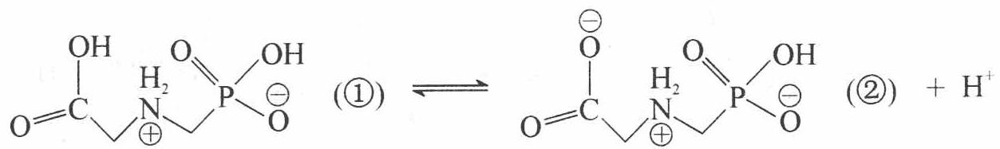 OH O OH H₂ O C N ⊕ P ⊖ O (①) ⇌ ⊖ O O OH H₂ O C N ⊕ P ⊖ O (②) + H⁺